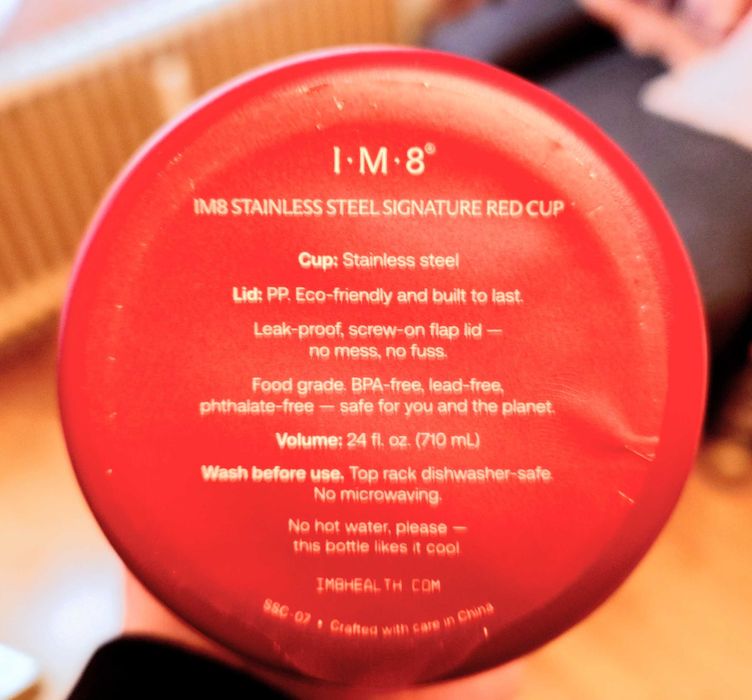 I·M·8®
IM8 STAINLESS STEEL SIGNATURE RED CUP
Cup: Stainless steel
Lid: PP. Eco-friendly and built to last.
Leak-proof, screw-on flap lid —
no mess, no fuss.
Food grade. BPA-free, lead-free,
phthalate-free — safe for you and the planet.
Volume: 24 fl. oz. (710 mL)
Wash before use. Top rack dishwasher-safe.
No microwaving.
No hot water, please —
this bottle likes it cool
IM8HEALTH.COM
SSC-07 • Crafted with care in China